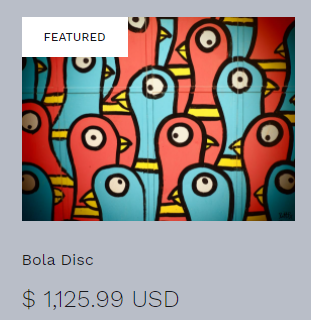 FEATURED
Bola Disc
$ 1,125.99 USD